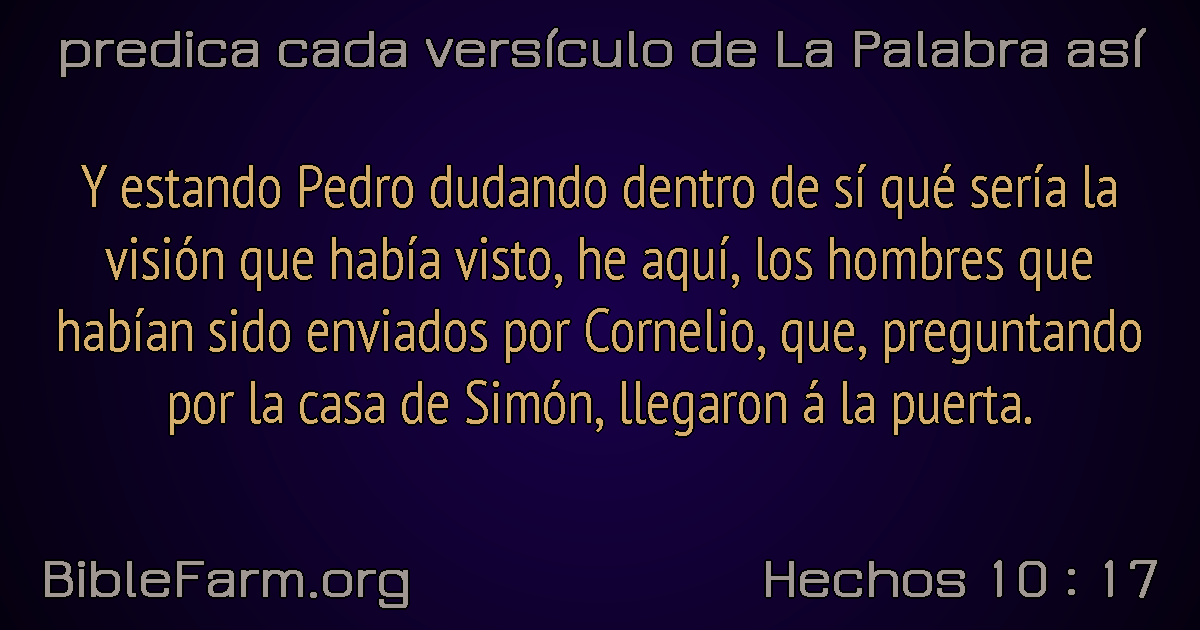 predica cada versículo de La Palabra así
Y estando Pedro dudando dentro de sí qué sería la
visión que había visto, he aquí, los hombres que
habían sido enviados por Cornelio, que, preguntando
por la casa de Simón, llegaron á la puerta.
BibleFarm.org
Hechos 10 : 17